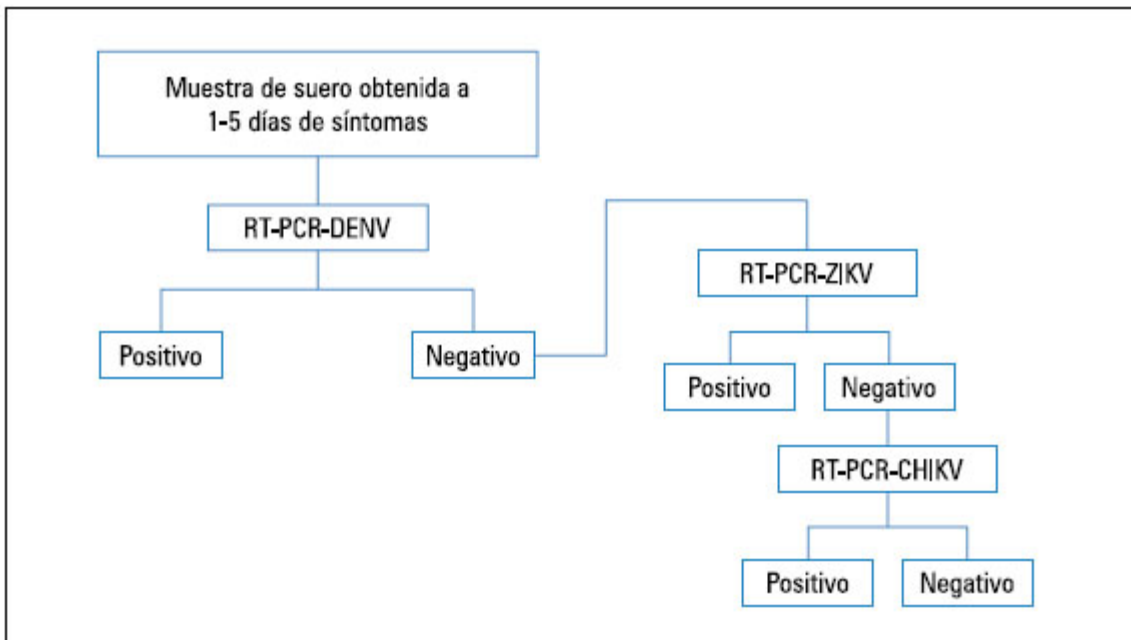 Muestra de suero obtenida a
1-5 días de síntomas
RT-PCR-DENV
Positivo
Negativo
RT-PCR-ZIKV
Positivo
Negativo
RT-PCR-CHIKV
Positivo
Negativo